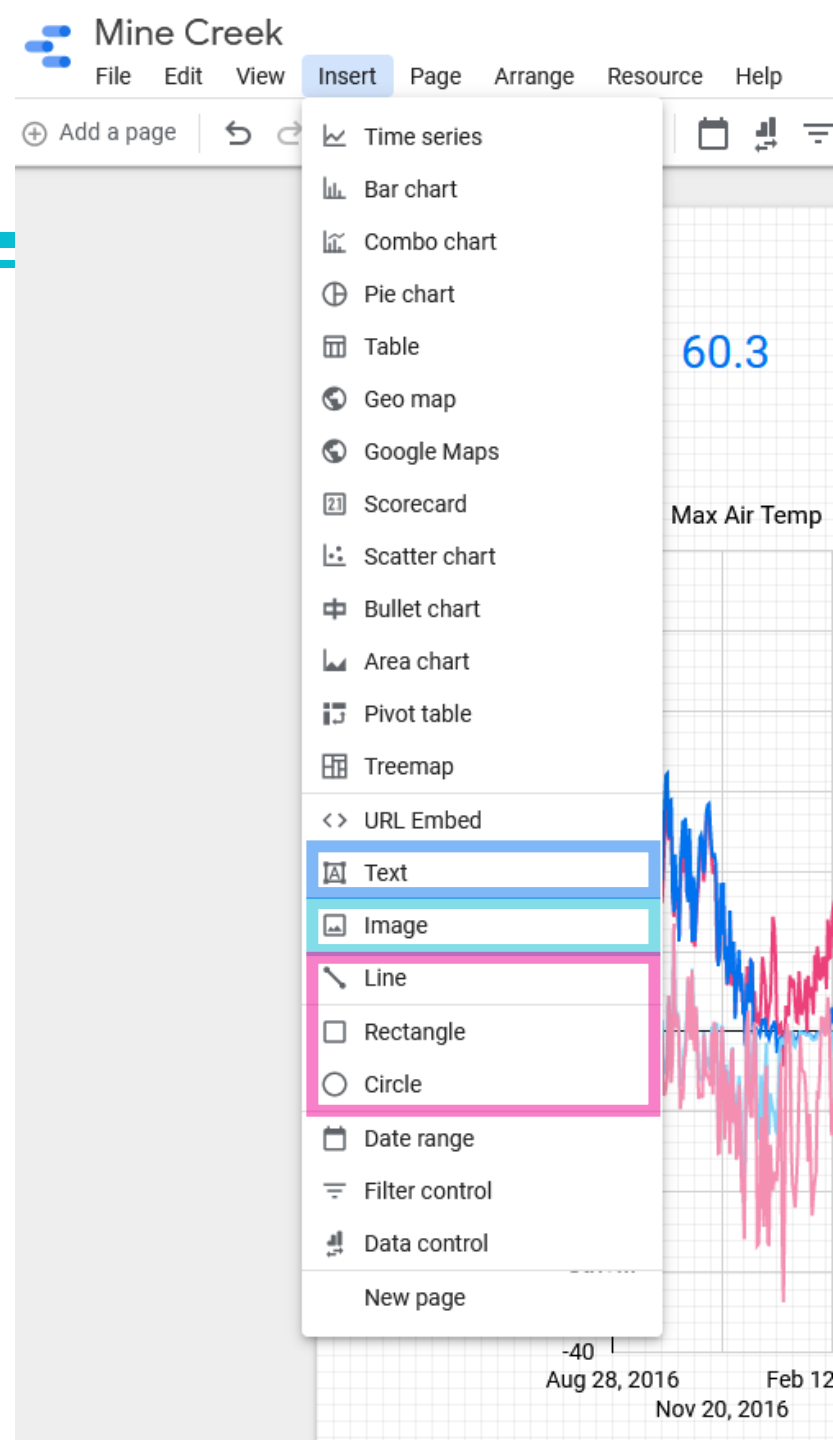 Mine Creek
File Edit View Insert Page Arrange Resource Help
Add a page
Time series
Bar chart
Combo chart
Pie chart
Table
60.3
Geo map
Google Maps
21 Scorecard
Max Air Temp
Scatter chart
Bullet chart
Area chart
Pivot table
Treemap
URL Embed
A Text
Image
Line
Rectangle
Circle
Date range
Filter control
Data control
New page
-40
Aug 28, 2016 Feb 12
Nov 20, 2016